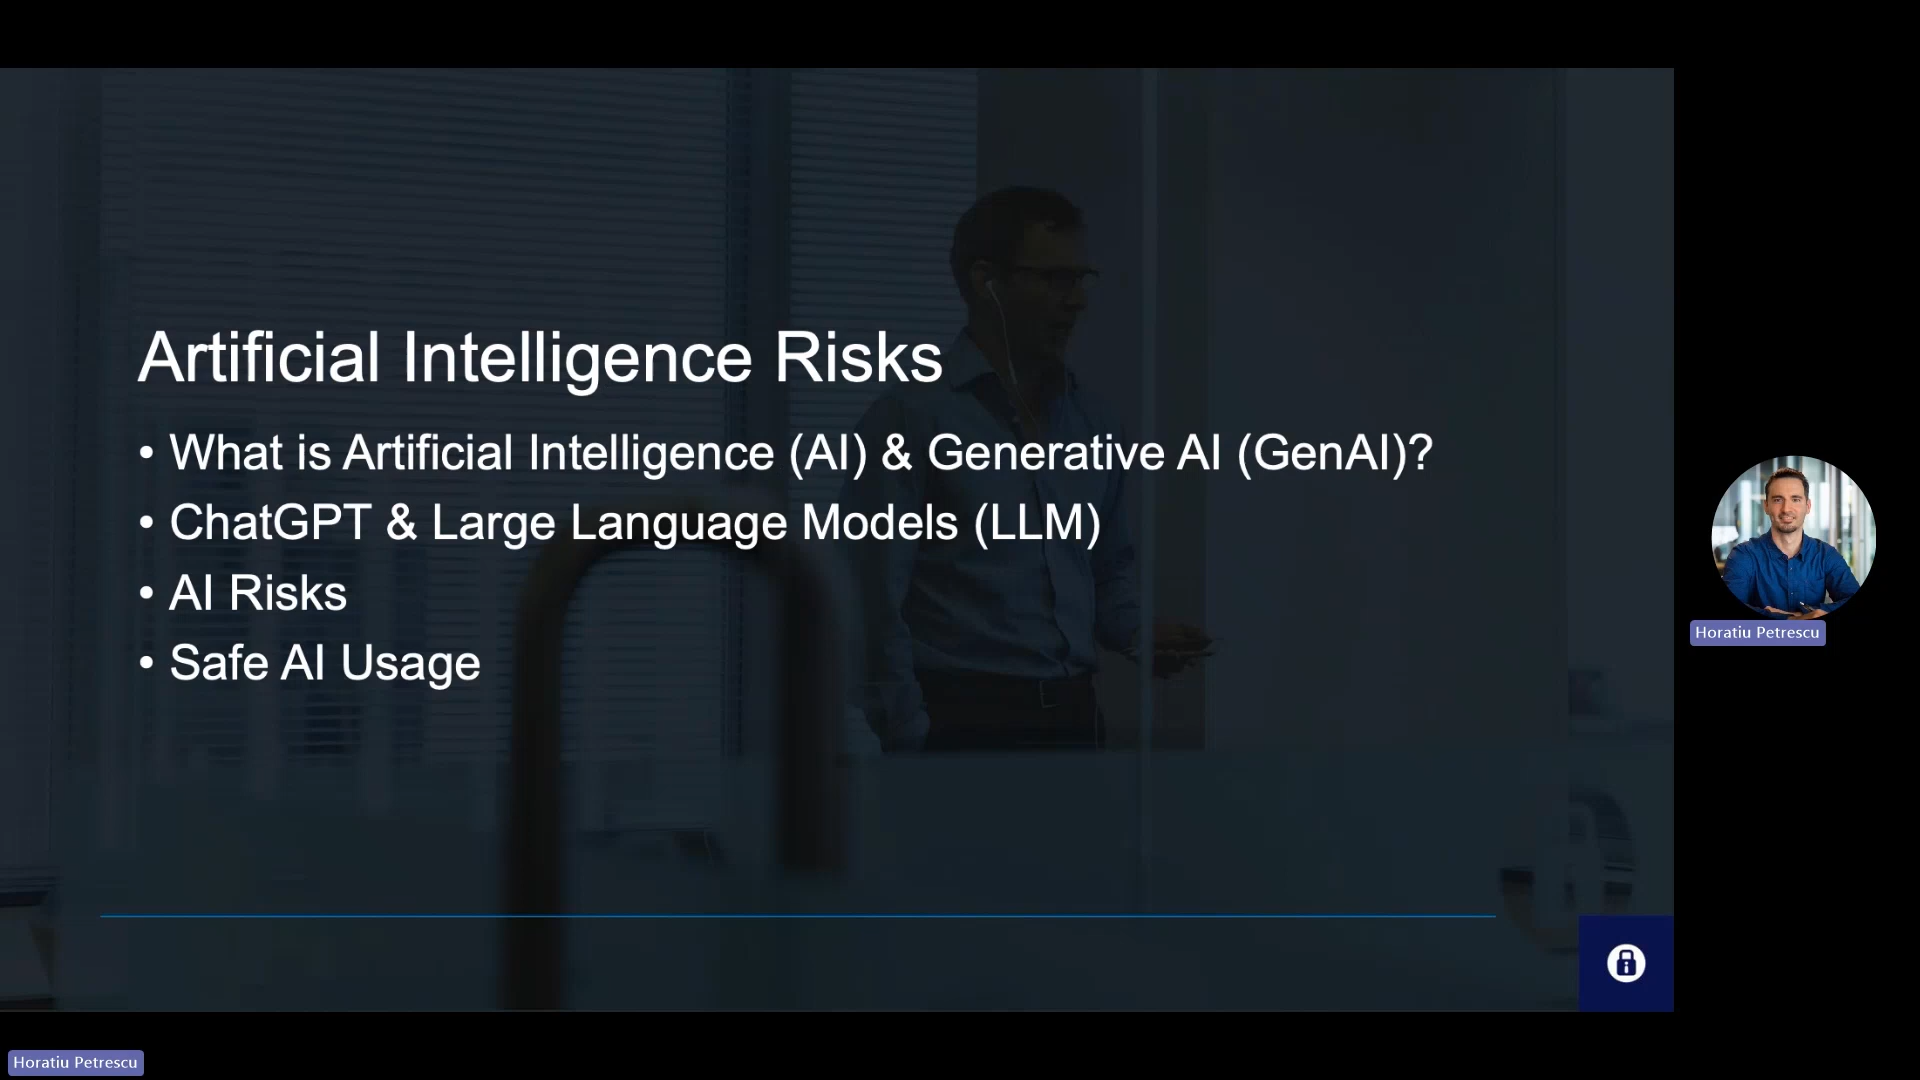 Artificial Intelligence Risks
• What is Artificial Intelligence (AI) & Generative AI (GenAI)?
• ChatGPT & Large Language Models (LLM)
• AI Risks
• Safe AI Usage
Horatiu Petrescu
Horatiu Petrescu